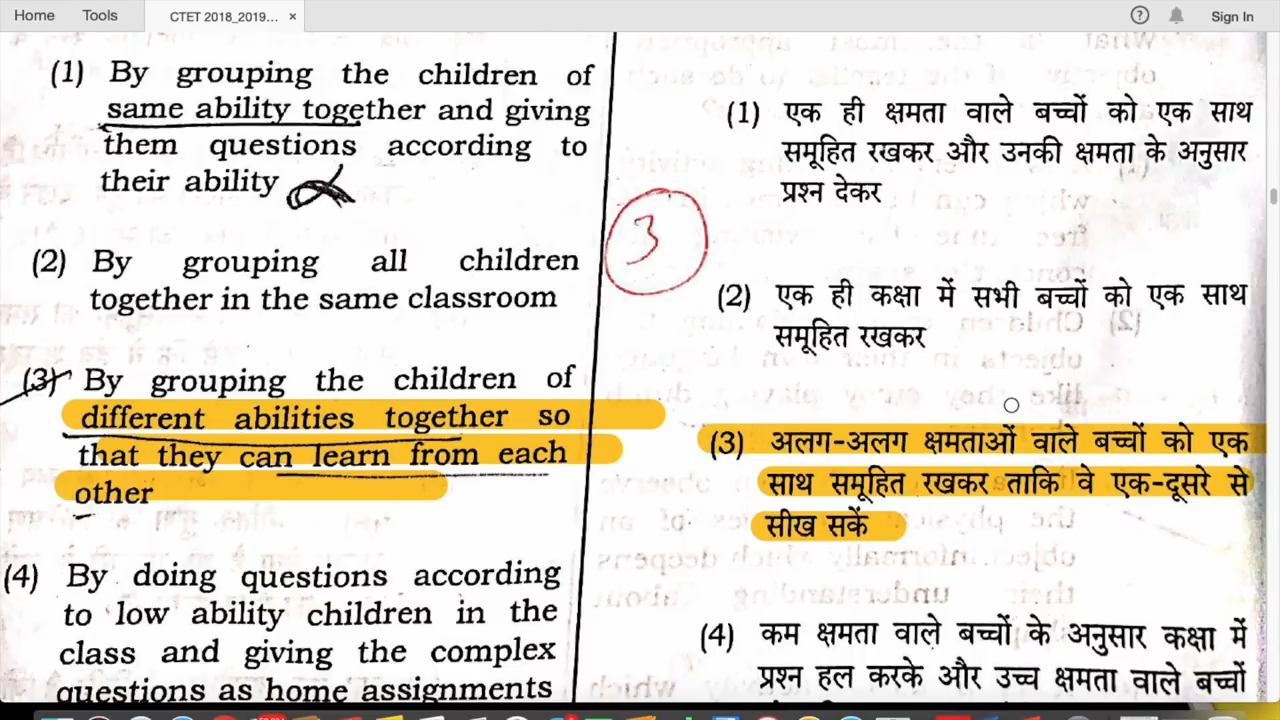 Home Tools CTET 2018_2019... × Sign In
(1) By grouping the children of
same ability together and giving
them questions according to
their ability
(2) By grouping all children
together in the same classroom
(3) By grouping the children of
different abilities together so
that they can learn from each
other
(4) By doing questions according
to low ability children in the
class and giving the complex
questions as home assignments
3
(1) एक ही क्षमता वाले बच्चों को एक साथ
समूहित रखकर और उनकी क्षमता के अनुसार
प्रश्न देकर
(2) एक ही कक्षा में सभी बच्चों को एक साथ
समूहित रखकर
(3) अलग-अलग क्षमताओं वाले बच्चों को एक
साथ समूहित रखकर ताकि वे एक-दूसरे से
सीख सकें
(4) कम क्षमता वाले बच्चों के अनुसार कक्षा में
प्रश्न हल करके और उच्च क्षमता वाले बच्चों